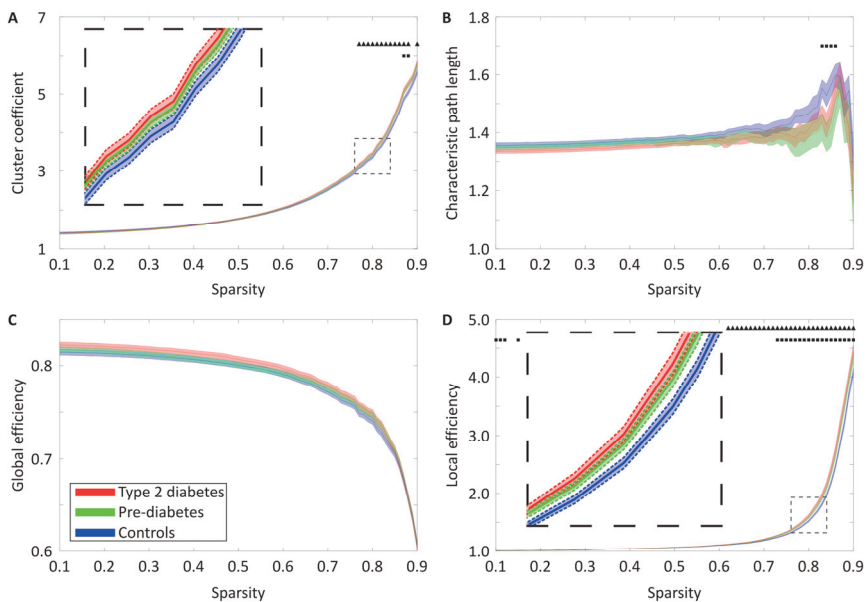 A
7
5
3
1
Cluster coefficient
0.1 0.2 0.3 0.4 0.5 0.6 0.7 0.8 0.9
Sparsity
B
1.8
1.6
1.4
1.2
1.0
Characteristic path length
0.1 0.2 0.3 0.4 0.5 0.6 0.7 0.8 0.9
Sparsity
C
0.8
0.7
0.6
Global efficiency
Type 2 diabetes
Pre-diabetes
Controls
0.1 0.2 0.3 0.4 0.5 0.6 0.7 0.8 0.9
Sparsity
D
5.0
4.0
3.0
2.0
1.0
Local efficiency
0.1 0.2 0.3 0.4 0.5 0.6 0.7 0.8 0.9
Sparsity